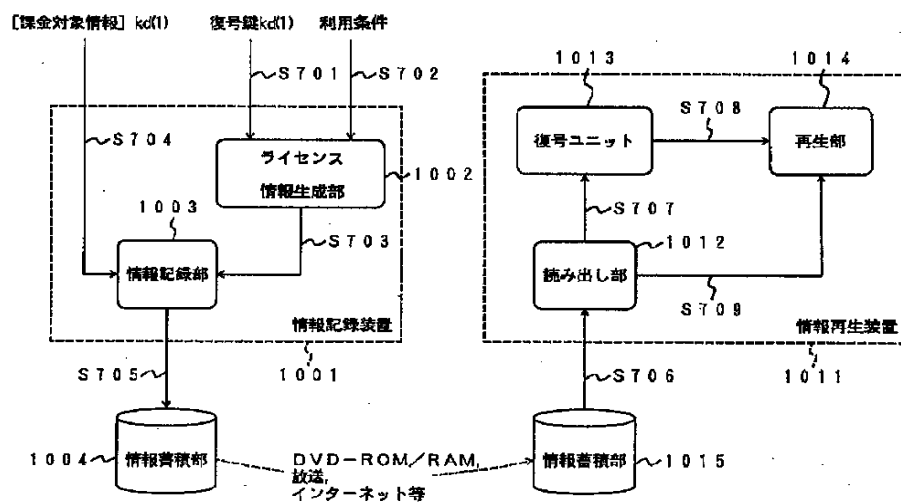 [課金対象情報] kd(1)
復号鍵kd(1)
利用条件
S701
S702
S704
ライセンス
情報生成部
1002
1003
S703
情報記録部
情報記録装置
S705
1001
1004
情報蓄積部
DVD-ROM/RAM,
放送,
インターネット等
1013
1014
S708
復号ユニット
再生部
S707
1012
読み出し部
S709
情報再生装置
S706
1011
情報蓄積部
1015